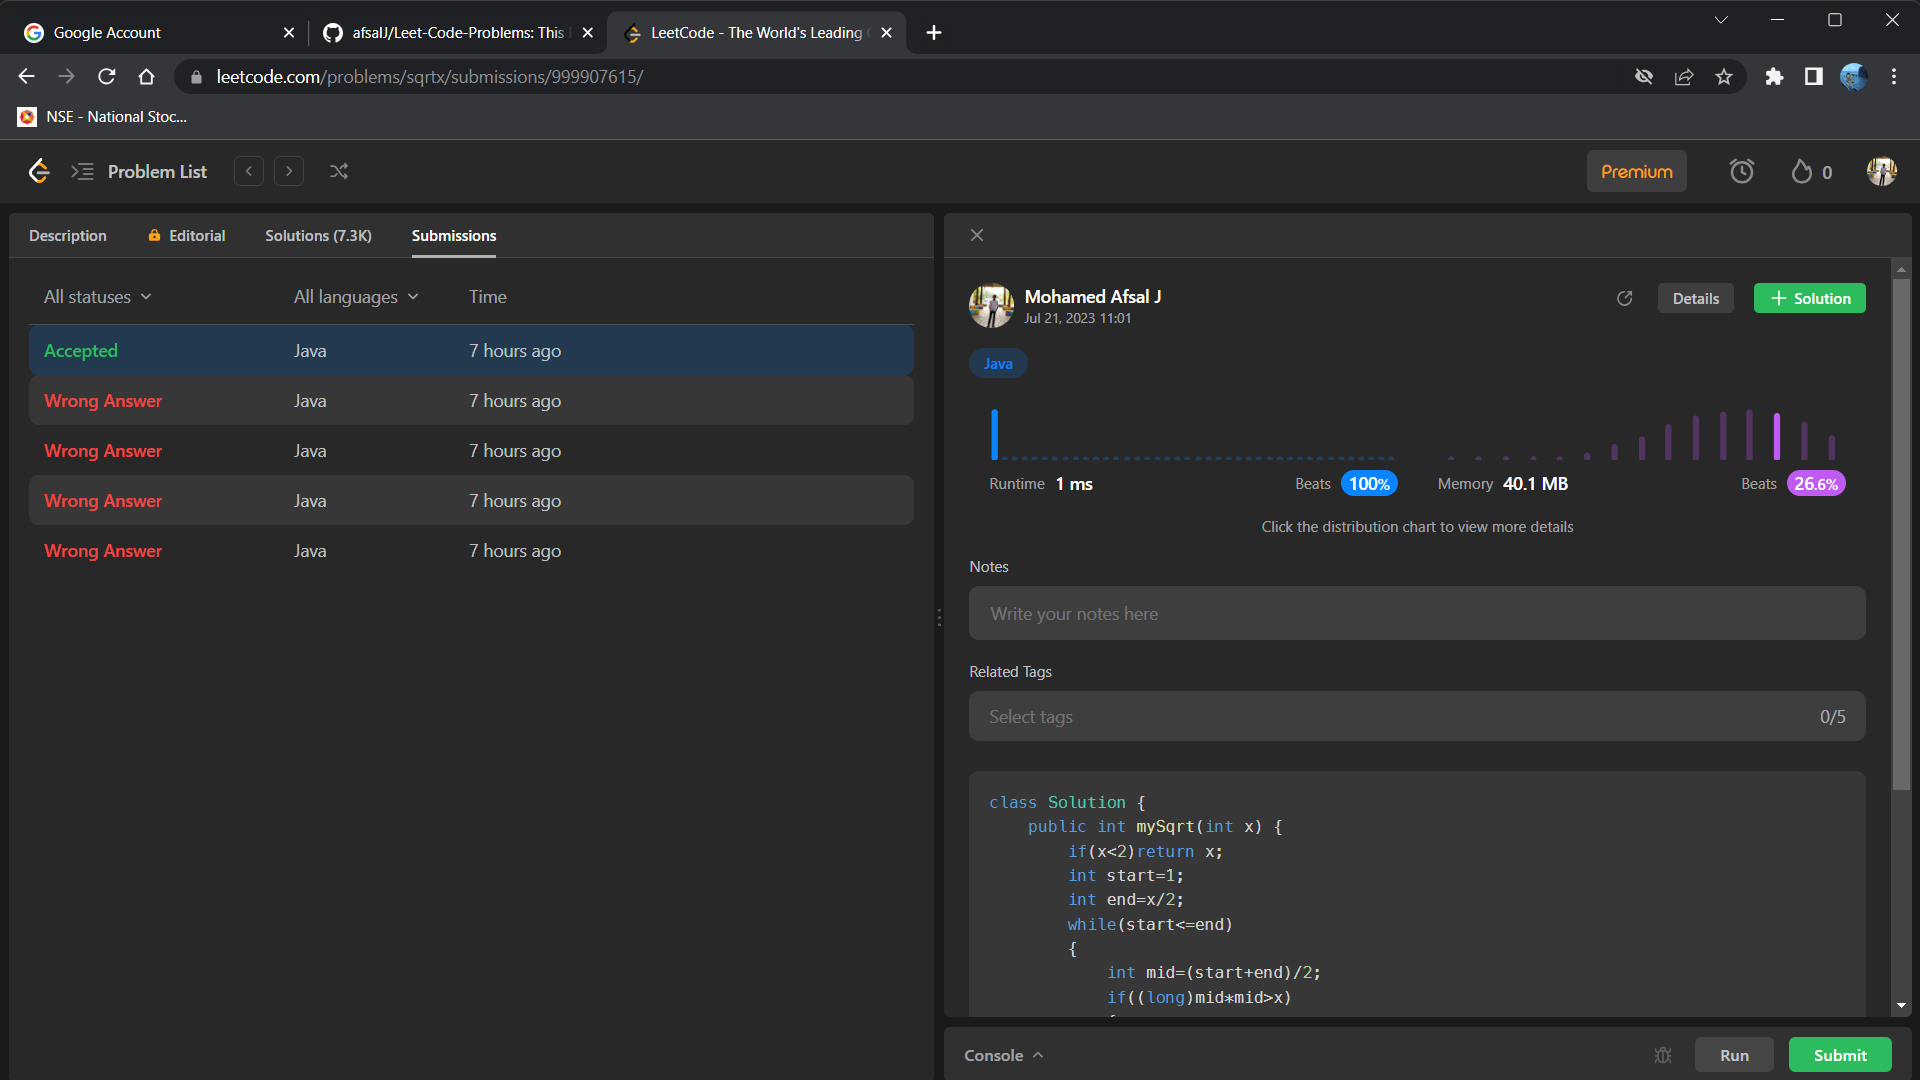 Google Account
afsalJ/Leet-Code-Problems: This
LeetCode - The World's Leading
leetcode.com/problems/sqrtx/submissions/999907615/
NSE - National Stoc...
Problem List
Premium
0
Description
Editorial
Solutions (7.3K)
Submissions
All statuses
All languages
Time
Accepted
Java
7 hours ago
Wrong Answer
Java
7 hours ago
Wrong Answer
Java
7 hours ago
Wrong Answer
Java
7 hours ago
Wrong Answer
Java
7 hours ago
Mohamed Afsal J
Jul 21, 2023 11:01
Details
+ Solution
Java
Runtime 1 ms
Beats 100%
Memory 40.1 MB
Beats 26.6%
Click the distribution chart to view more details
Notes
Write your notes here
Related Tags
Select tags
0/5
class Solution {
public int mySqrt(int x) {
if(x<2)return x;
int start=1;
int end=x/2;
while(start<=end)
{
int mid=(start+end)/2;
if((long)mid*mid>x)
Console
Run
Submit